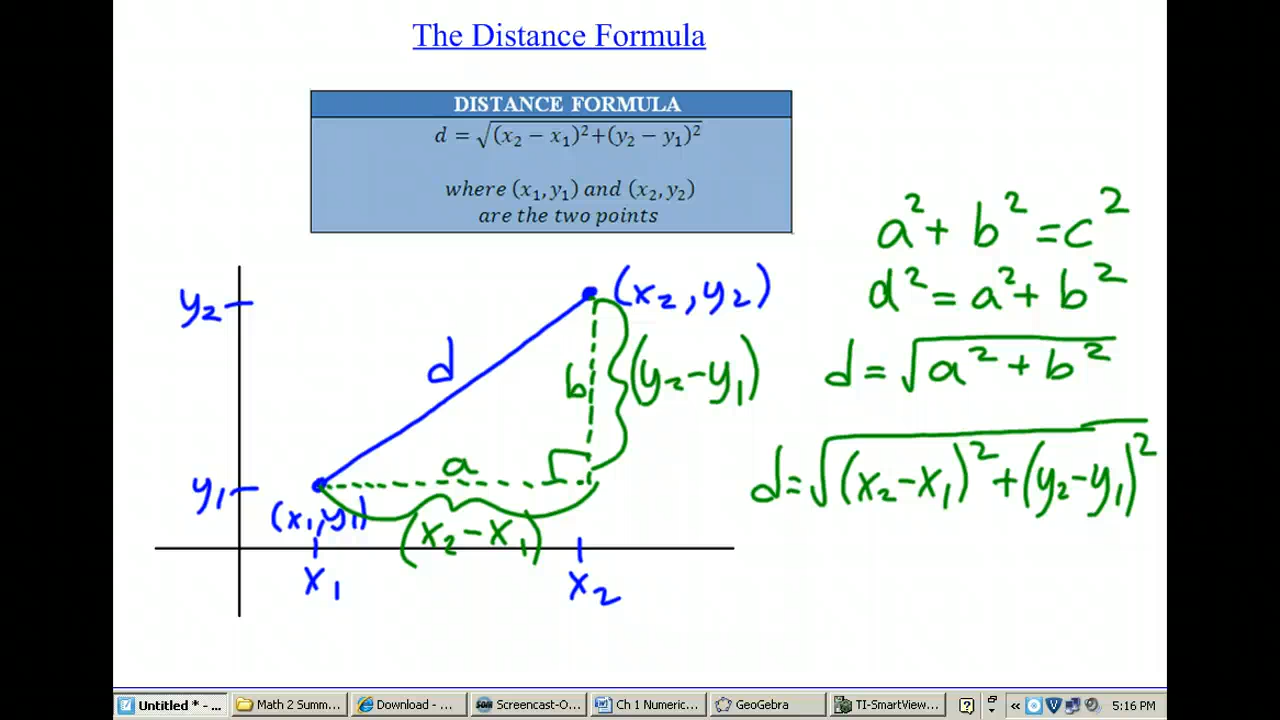 The Distance Formula
DISTANCE FORMULA
d = √(x₂ − x₁)²+(y₂ − y₁)²
where (x₁, y₁) and (x₂, y₂)
are the two points
a² + b² = c²
d² = a² + b²
d = √a² + b²
d = √(x₂ − x₁)² + (y₂ − y₁)²
y₂
(x₂, y₂)
d
b
(y₂ − y₁)
a
y₁
(x₁, y₁)
(x₂ − x₁)
x₁
x₂
Untitled * - ...
Math 2 Summ...
Download - ...
Screencast-O...
Ch 1 Numeric...
GeoGebra
TI-SmartView...
?
«
5:16 PM